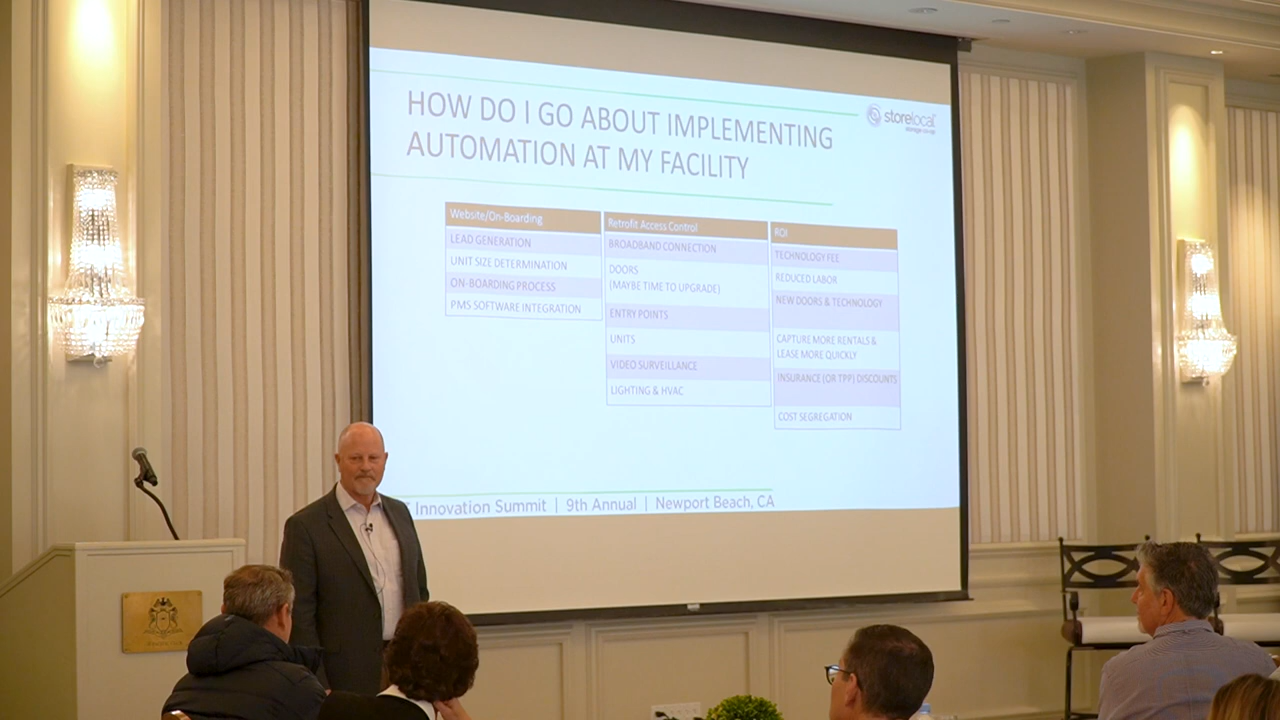 HOW DO I GO ABOUT IMPLEMENTING
AUTOMATION AT MY FACILITY
storelocal
storage co-op
Website/On-Boarding
LEAD GENERATION
UNIT SIZE DETERMINATION
ON-BOARDING PROCESS
PMS SOFTWARE INTEGRATION
Retrofit Access Control
BROADBAND CONNECTION
DOORS
(MAYBE TIME TO UPGRADE)
ENTRY POINTS
UNITS
VIDEO SURVEILLANCE
LIGHTING & HVAC
ROI
TECHNOLOGY FEE
REDUCED LABOR
NEW DOORS & TECHNOLOGY
CAPTURE MORE RENTALS &
LEASE MORE QUICKLY
INSURANCE (OR TPP) DISCOUNTS
COST SEGREGATION
Innovation Summit | 9th Annual | Newport Beach, CA